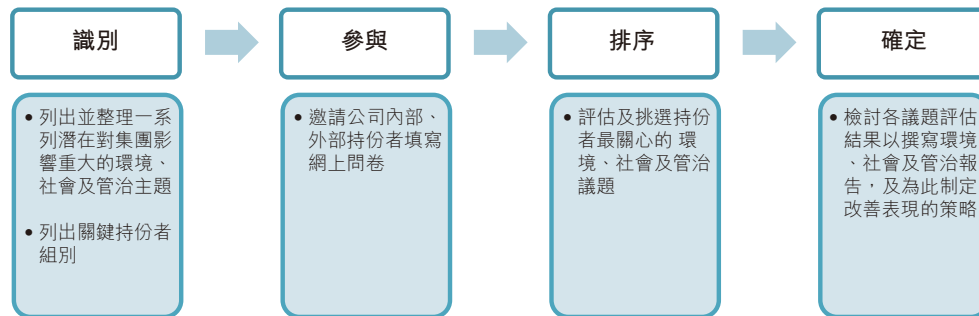 識別
參與
排序
確定
• 列出並整理一系
列潛在對集團影
響重大的環境、
社會及管治主題
• 列出關鍵持份者
組別
• 邀請公司內部、
外部持份者填寫
網上問卷
• 評估及挑選持份
者最關心的 環
境、社會及管治
議題
• 檢討各議題評估
結果以撰寫環境
、社會及管治報
告，及為此制定
改善表現的策略